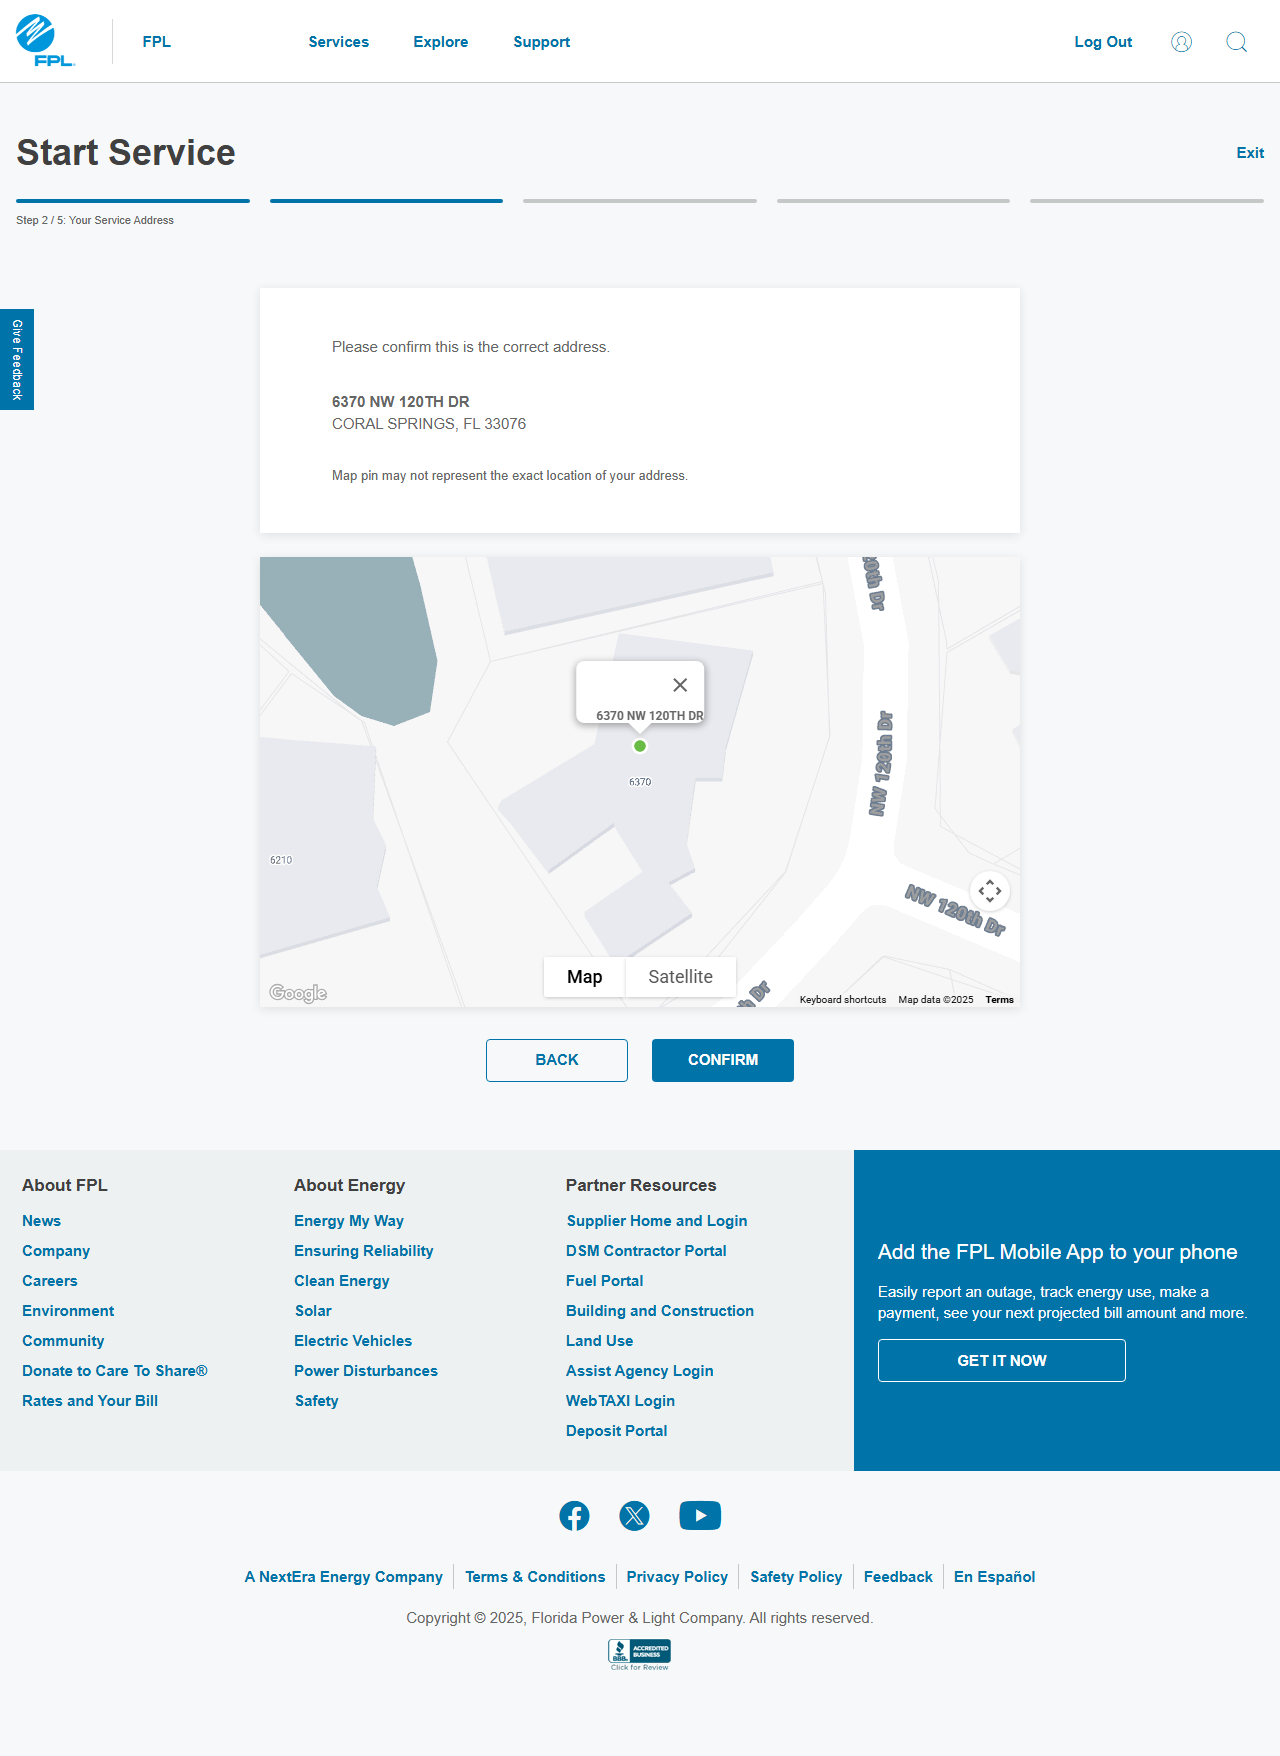 FPL
FPL
Services
Explore
Support
Log Out
Start Service
Exit
Step 2 / 5: Your Service Address
Give Feedback
Please confirm this is the correct address.
6370 NW 120TH DR
CORAL SPRINGS, FL 33076
Map pin may not represent the exact location of your address.
6370 NW 120TH DR
NW 120th Dr
6370
6210
NW 120th Dr
Map
Satellite
Google
Keyboard shortcuts
Map data ©2025
Terms
BACK
CONFIRM
About FPL
News
Company
Careers
Environment
Community
Donate to Care To Share®
Rates and Your Bill
About Energy
Energy My Way
Ensuring Reliability
Clean Energy
Solar
Electric Vehicles
Power Disturbances
Safety
Partner Resources
Supplier Home and Login
DSM Contractor Portal
Fuel Portal
Building and Construction
Land Use
Assist Agency Login
WebTAXI Login
Deposit Portal
Add the FPL Mobile App to your phone
Easily report an outage, track energy use, make a
payment, see your next projected bill amount and more.
GET IT NOW
A NextEra Energy Company
Terms & Conditions
Privacy Policy
Safety Policy
Feedback
En Español
Copyright © 2025, Florida Power & Light Company. All rights reserved.
BBB
ACCREDITED
BUSINESS
Click for Review